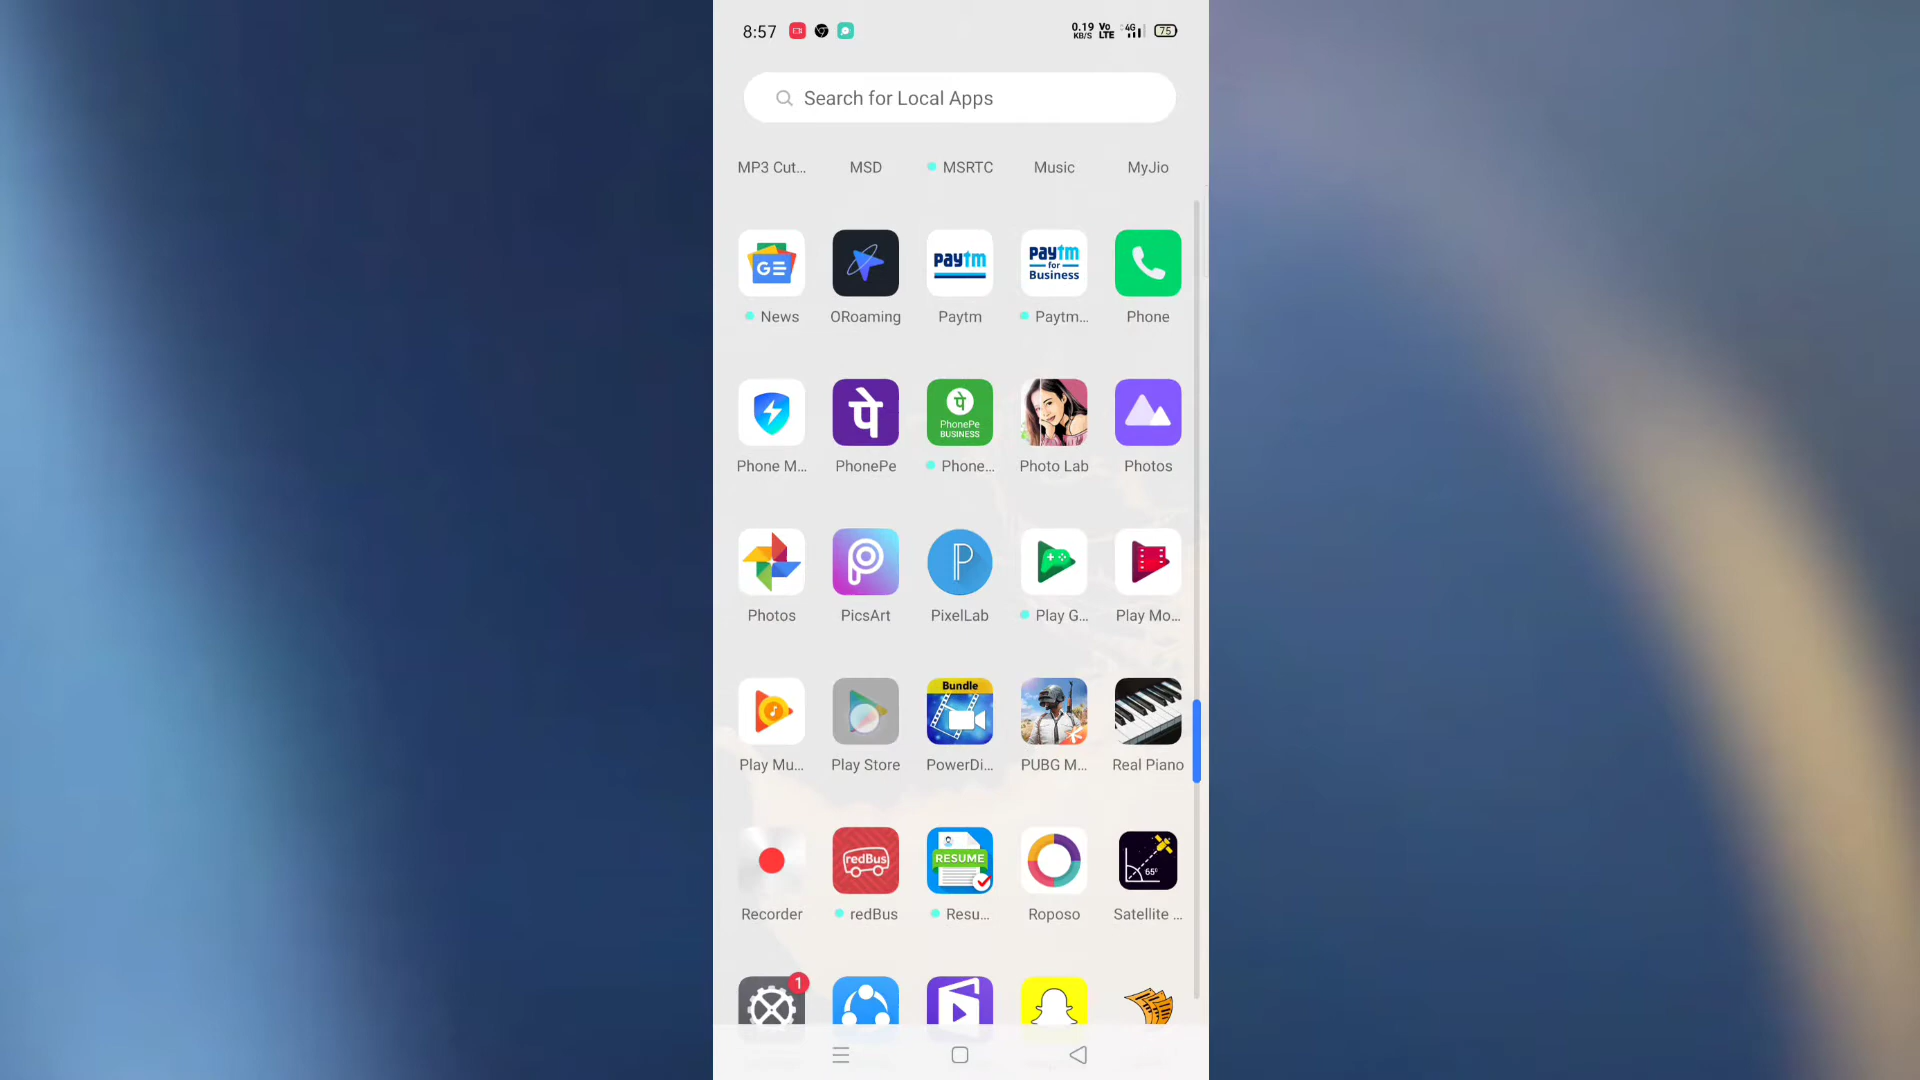 8:57 0.19 KB/S Vo LTE 4G 75
Search for Local Apps
MP3 Cut... MSD MSRTC Music MyJio
GE paytm paytm for Business
News ORoaming Paytm Paytm... Phone
पे पे PhonePe BUSINESS
Phone M... PhonePe Phone... Photo Lab Photos
Photos PicsArt PixelLab Play G... Play Mo...
Bundle
Play Mu... Play Store PowerDi... PUBG M... Real Piano
redBus RESUME 65°
Recorder redBus Resu... Roposo Satellite ...
1